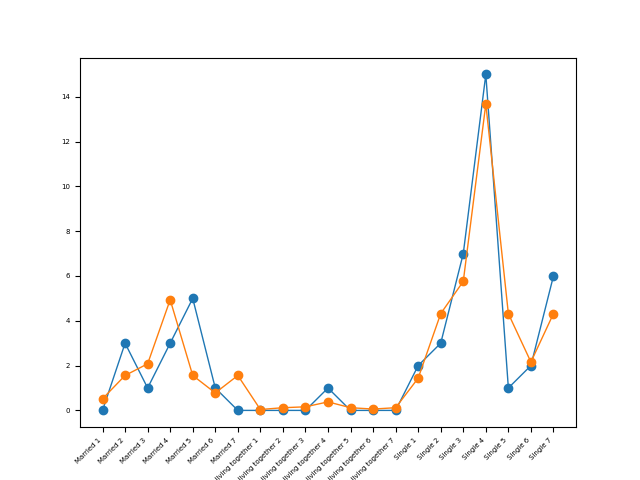 14
12
10
8
6
4
2
0
Married 1
Married 2
Married 3
Married 4
Married 5
Married 6
Married 7
living together 1
living together 2
living together 3
living together 4
living together 5
living together 6
living together 7
Single 1
Single 2
Single 3
Single 4
Single 5
Single 6
Single 7